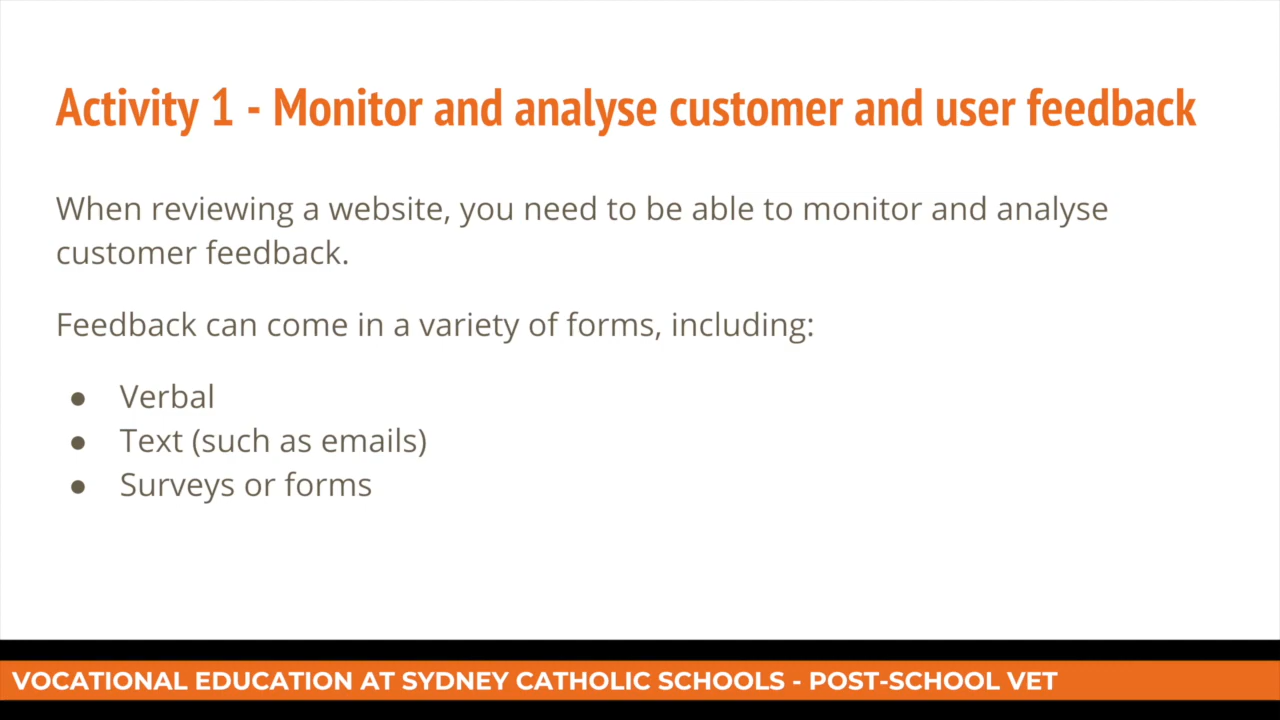 Activity 1 - Monitor and analyse customer and user feedback
When reviewing a website, you need to be able to monitor and analyse
customer feedback.
Feedback can come in a variety of forms, including:
● Verbal
● Text (such as emails)
● Surveys or forms
VOCATIONAL EDUCATION AT SYDNEY CATHOLIC SCHOOLS - POST-SCHOOL VET